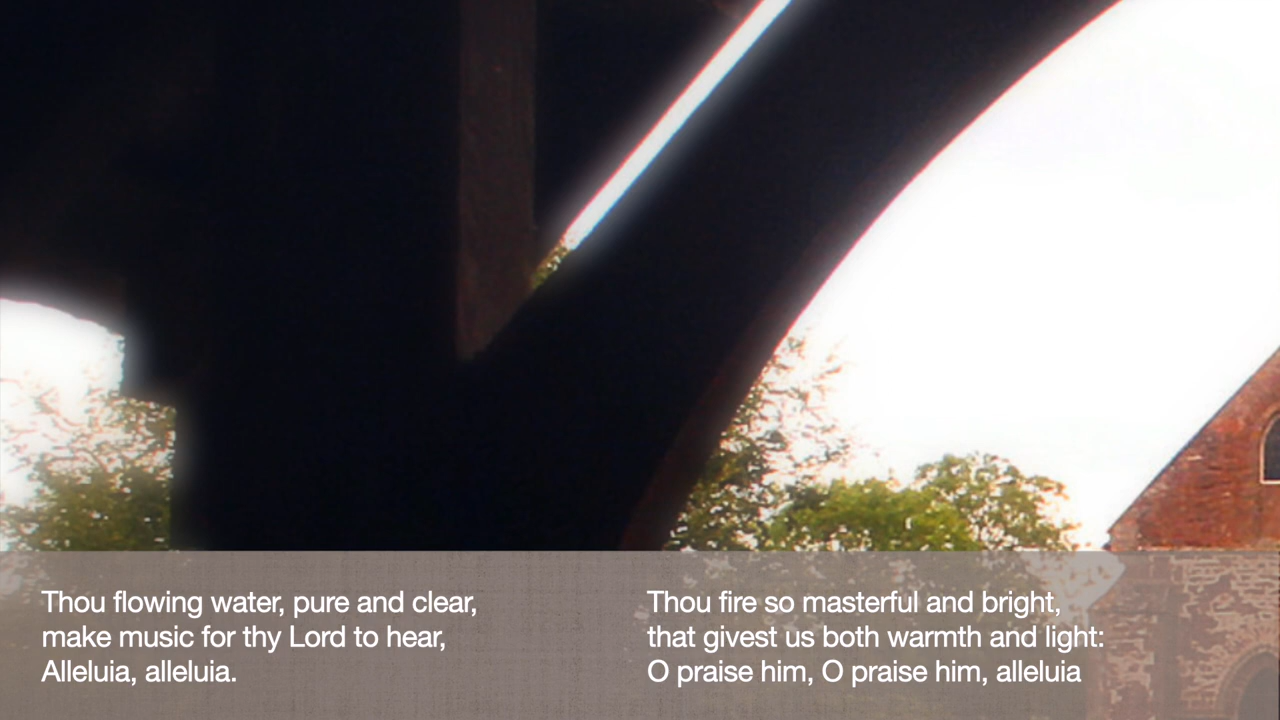 Thou flowing water, pure and clear,
make music for thy Lord to hear,
Alleluia, alleluia.
Thou fire so masterful and bright,
that givest us both warmth and light:
O praise him, O praise him, alleluia